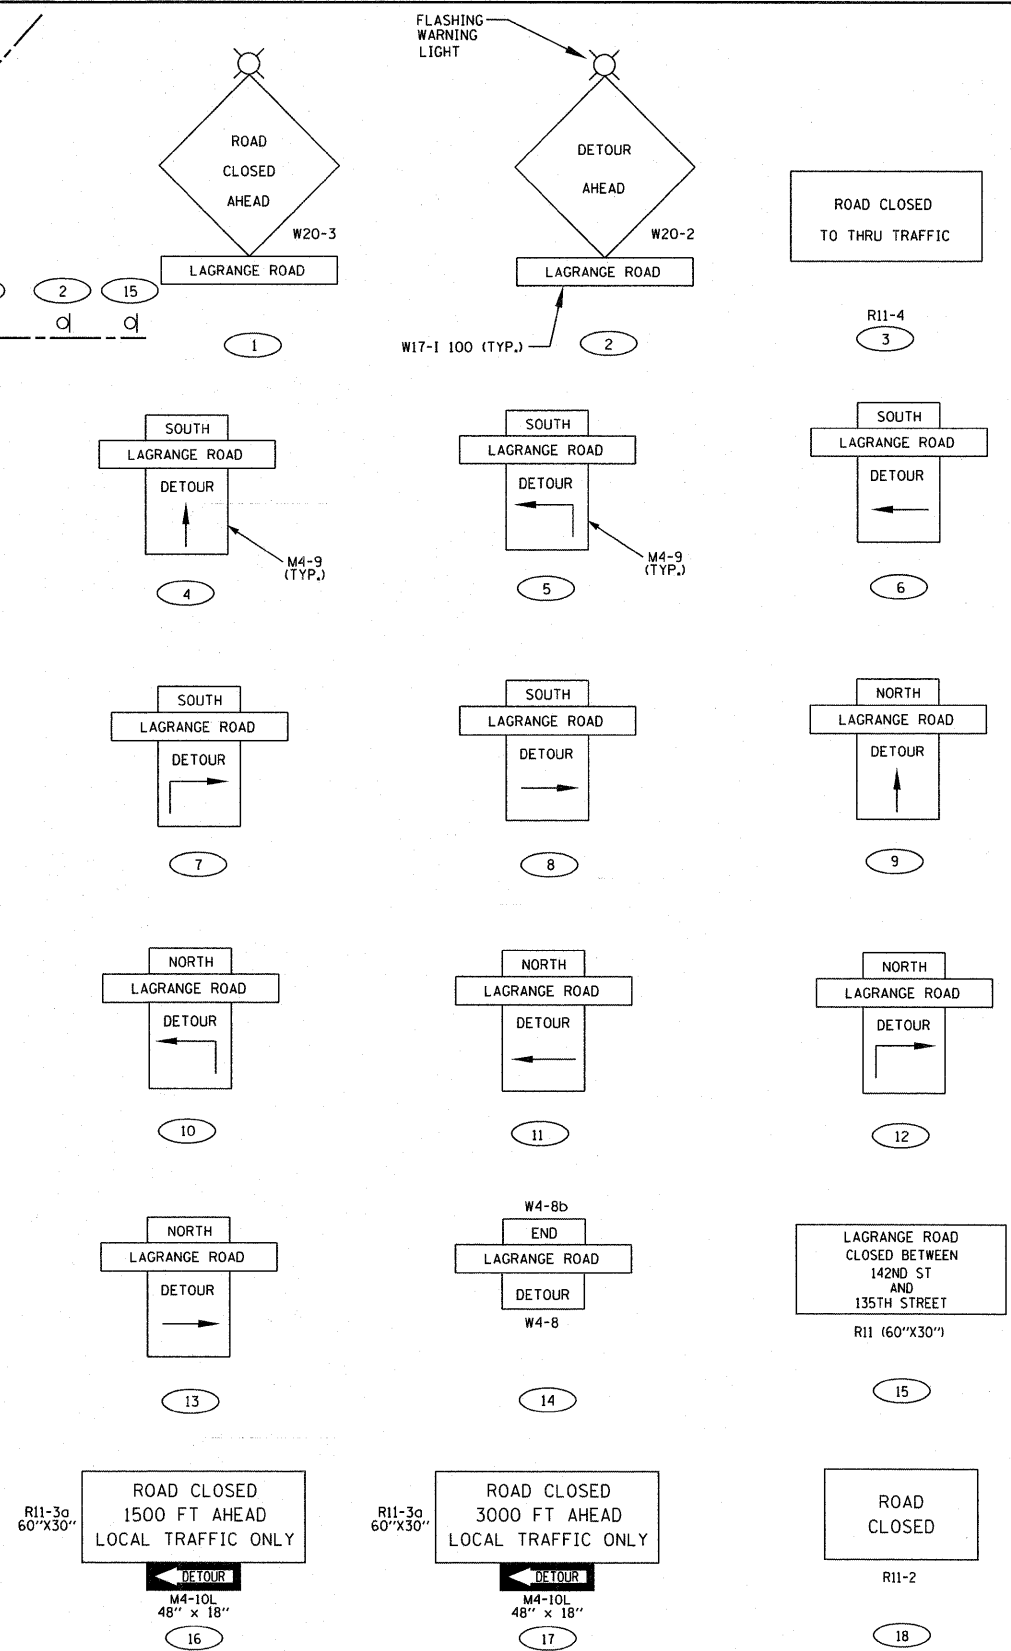 FLASHING
WARNING
LIGHT
ROAD
CLOSED
AHEAD
W20-3
LAGRANGE ROAD
1
DETOUR
AHEAD
W20-2
LAGRANGE ROAD
W17-I 100 (TYP.)
2
ROAD CLOSED
TO THRU TRAFFIC
R11-4
3
2
15
SOUTH
LAGRANGE ROAD
DETOUR
M4-9
(TYP.)
4
SOUTH
LAGRANGE ROAD
DETOUR
M4-9
(TYP.)
5
SOUTH
LAGRANGE ROAD
DETOUR
6
SOUTH
LAGRANGE ROAD
DETOUR
7
SOUTH
LAGRANGE ROAD
DETOUR
8
NORTH
LAGRANGE ROAD
DETOUR
9
NORTH
LAGRANGE ROAD
DETOUR
10
NORTH
LAGRANGE ROAD
DETOUR
11
NORTH
LAGRANGE ROAD
DETOUR
12
NORTH
LAGRANGE ROAD
DETOUR
13
W4-8b
END
LAGRANGE ROAD
DETOUR
W4-8
14
LAGRANGE ROAD
CLOSED BETWEEN
142ND ST
AND
135TH STREET
R11 (60"X30")
15
R11-3a
60"X30"
ROAD CLOSED
1500 FT AHEAD
LOCAL TRAFFIC ONLY
DETOUR
M4-10L
48" x 18"
16
R11-3a
60"X30"
ROAD CLOSED
3000 FT AHEAD
LOCAL TRAFFIC ONLY
DETOUR
M4-10L
48" x 18"
17
ROAD
CLOSED
R11-2
18